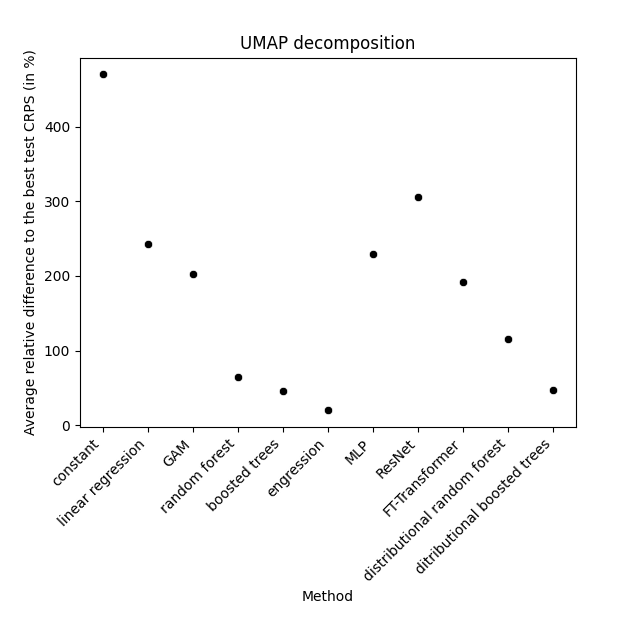 UMAP decomposition
Average relative difference to the best test CRPS (in %)
400
300
200
100
0
constant
linear regression
GAM
random forest
boosted trees
engression
MLP
ResNet
FT-Transformer
distributional random forest
ditributional boosted trees
Method